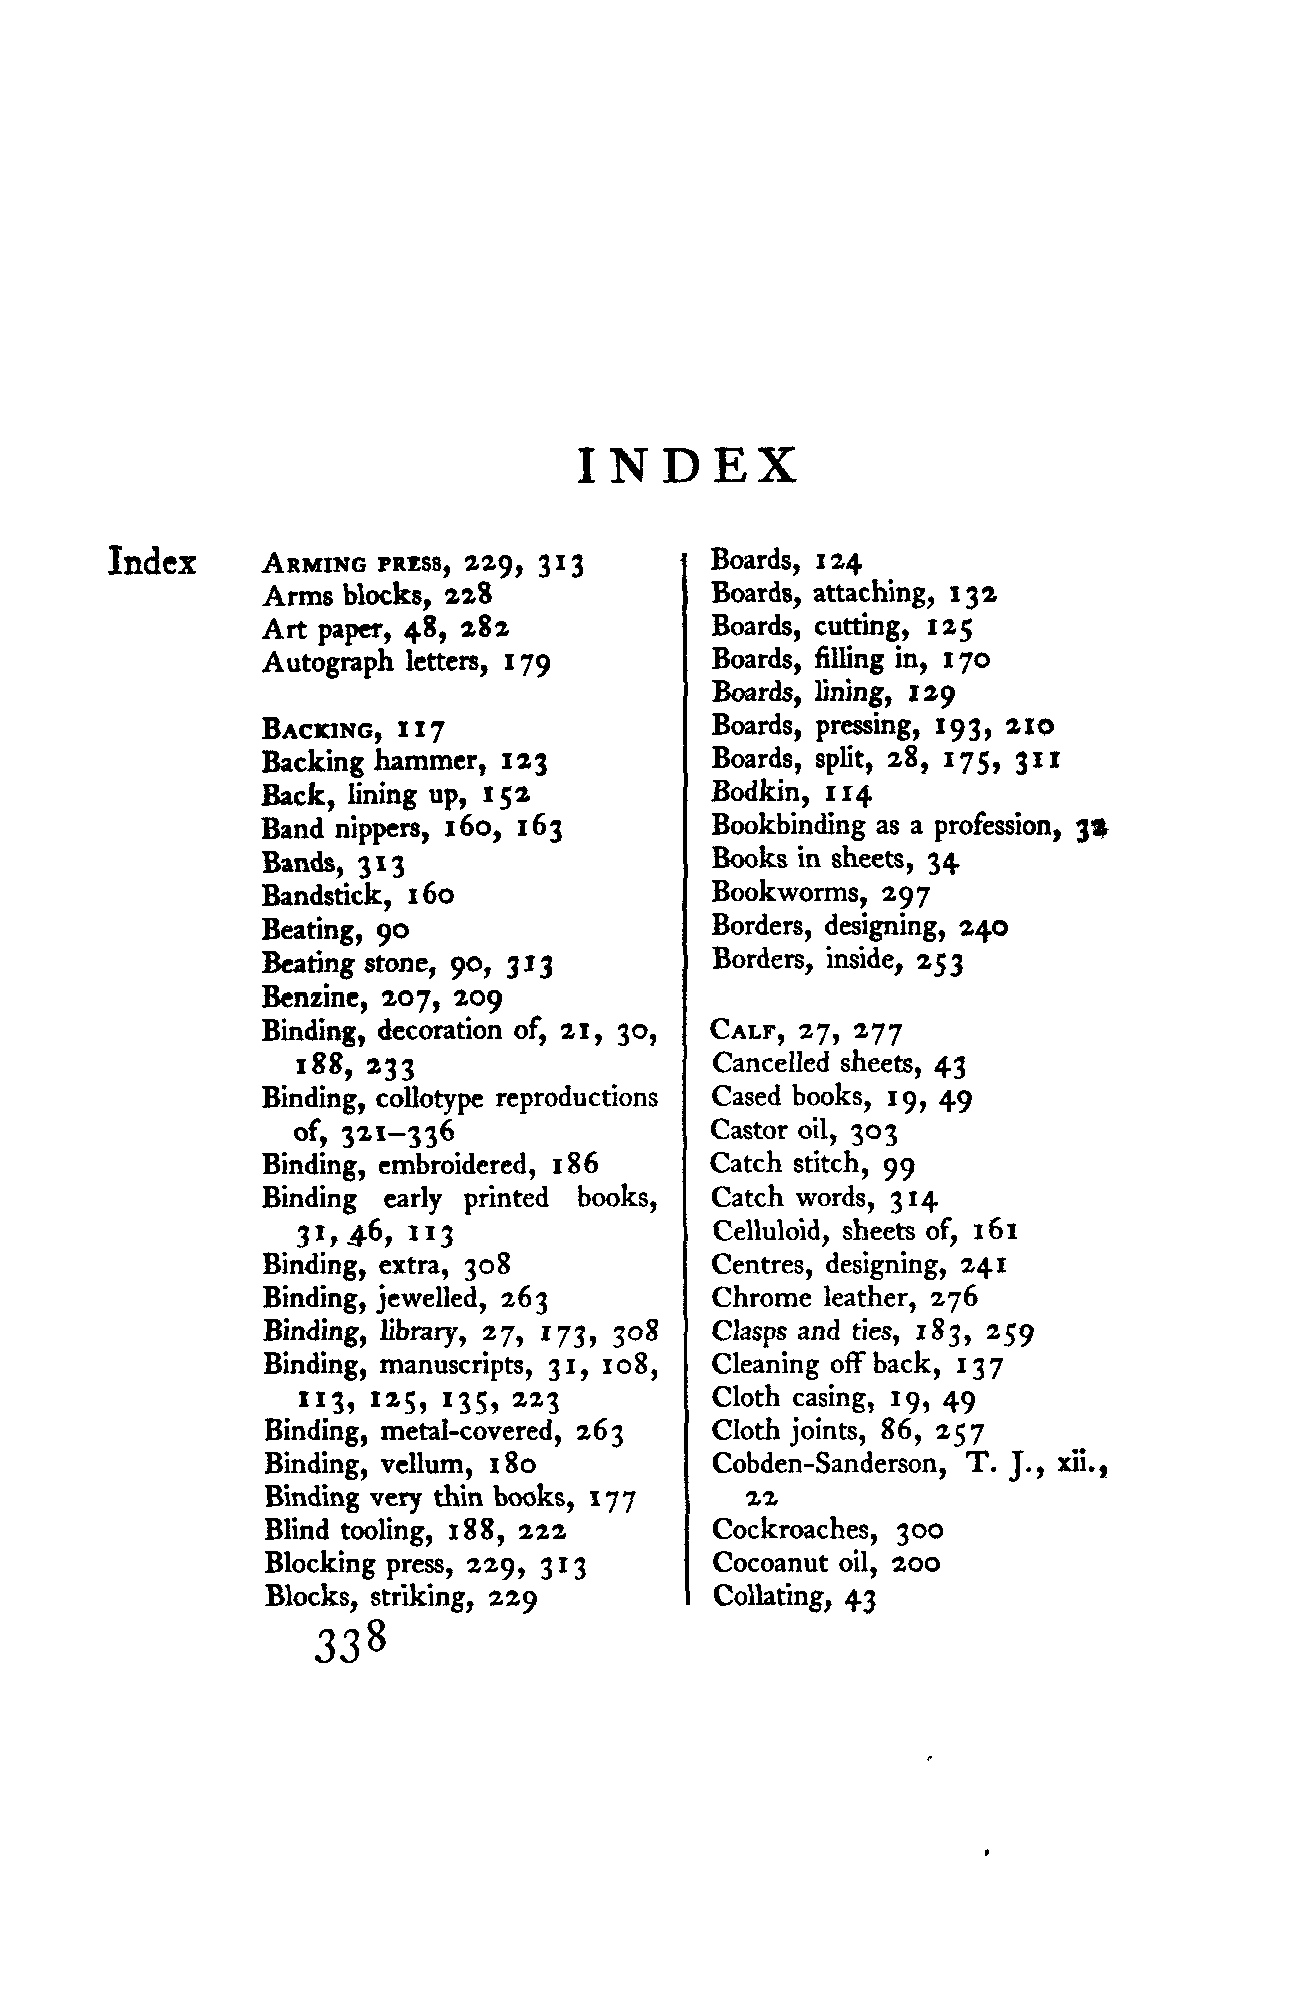 INDEX
Index
ARMING PRESS, 229, 313
Arms blocks, 228
Art paper, 48, 282
Autograph letters, 179
BACKING, 117
Backing hammer, 123
Back, lining up, 152
Band nippers, 160, 163
Bands, 313
Bandstick, 160
Beating, 90
Beating stone, 90, 313
Benzine, 207, 209
Binding, decoration of, 21, 30,
188, 233
Binding, collotype reproductions
of, 321–336
Binding, embroidered, 186
Binding early printed books,
31, 46, 113
Binding, extra, 308
Binding, jewelled, 263
Binding, library, 27, 173, 308
Binding, manuscripts, 31, 108,
113, 125, 135, 223
Binding, metal-covered, 263
Binding, vellum, 180
Binding very thin books, 177
Blind tooling, 188, 222
Blocking press, 229, 313
Blocks, striking, 229
Boards, 124
Boards, attaching, 132
Boards, cutting, 125
Boards, filling in, 170
Boards, lining, 129
Boards, pressing, 193, 210
Boards, split, 28, 175, 311
Bodkin, 114
Bookbinding as a profession,
Books in sheets, 34
Bookworms, 297
Borders, designing, 240
Borders, inside, 253
CALF, 27, 277
Cancelled sheets, 43
Cased books, 19, 49
Castor oil, 303
Catch stitch, 99
Catch words, 314
Celluloid, sheets of, 161
Centres, designing, 241
Chrome leather, 276
Clasps and ties, 183, 259
Cleaning off back, 137
Cloth casing, 19, 49
Cloth joints, 86, 257
Cobden-Sanderson, T. J., xii.,
22
Cockroaches, 300
Cocoanut oil, 200
Collating, 43
338